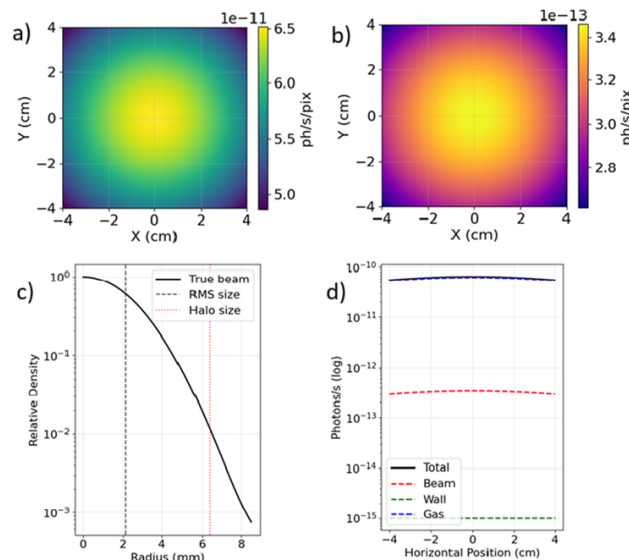 a)
1e−11
4
2
0
−2
−4
−4
−2
0
2
4
Y (cm)
X (cm)
6.5
6.0
5.5
5.0
ph/s/pix
b)
1e−13
4
2
0
−2
−4
−4
−2
0
2
4
Y (cm)
X (cm)
3.4
3.2
3.0
2.8
ph/s/pix
c)
10⁰
10⁻¹
10⁻²
10⁻³
Relative Density
True beam
RMS size
Halo size
0
2
4
6
8
Radius (mm)
d)
10⁻¹⁰
10⁻¹¹
10⁻¹²
10⁻¹³
10⁻¹⁴
10⁻¹⁵
Photons/s (log)
Total
Beam
Wall
Gas
−4
−2
0
2
4
Horizontal Position (cm)